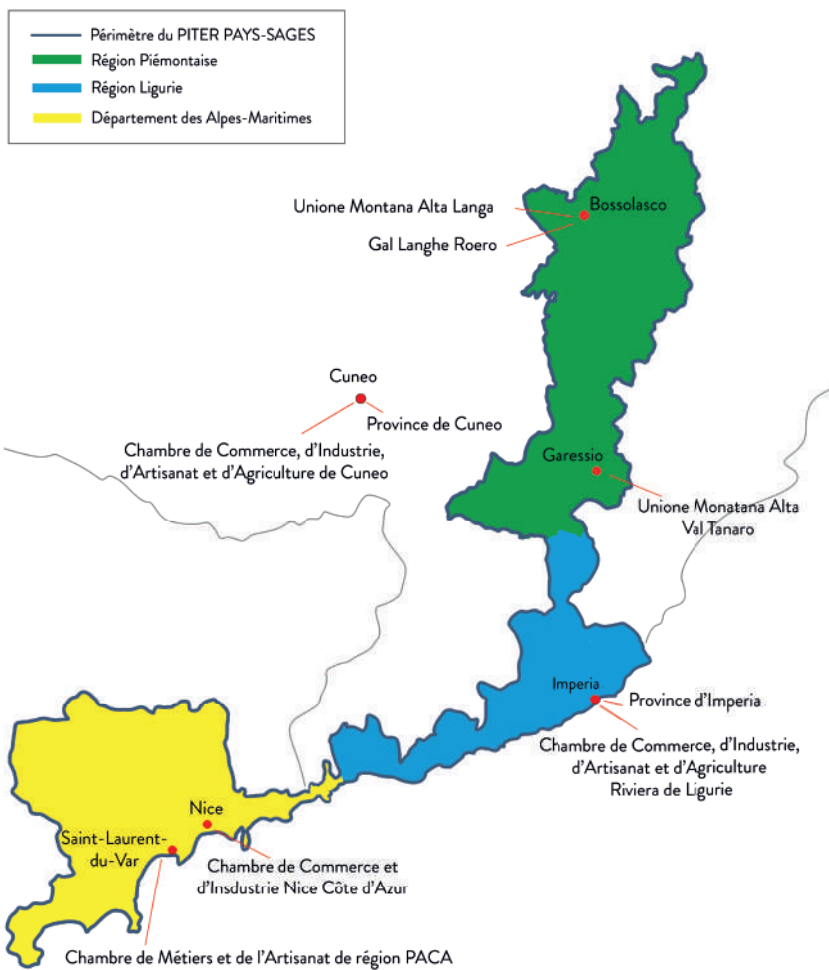 Périmètre du PITER PAYS-SAGES
Région Piémontaise
Région Ligurie
Département des Alpes-Maritimes
Unione Montana Alta Langa
Bossolasco
Gal Langhe Roero
Cuneo
Province de Cuneo
Chambre de Commerce, d'Industrie,
d'Artisanat et d'Agriculture de Cuneo
Garessio
Unione Monatana Alta
Val Tanaro
Imperia
Province d'Imperia
Chambre de Commerce, d'Industrie,
d'Artisanat et d'Agriculture
Riviera de Ligurie
Nice
Saint-Laurent-
du-Var
Chambre de Commerce et
d'Insdustrie Nice Côte d'Azur
Chambre de Métiers et de l'Artisanat de région PACA